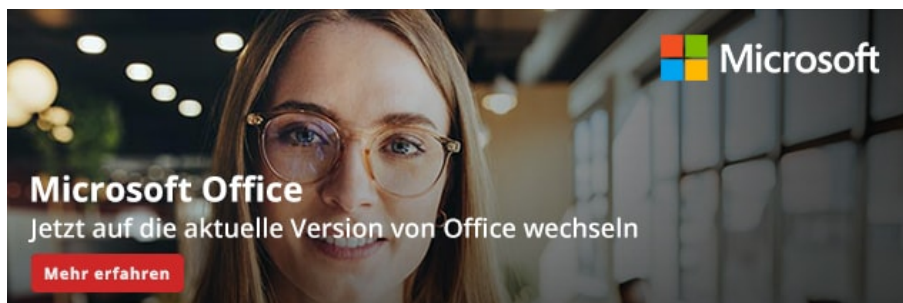 Microsoft
Microsoft Office
Jetzt auf die aktuelle Version von Office wechseln
Mehr erfahren